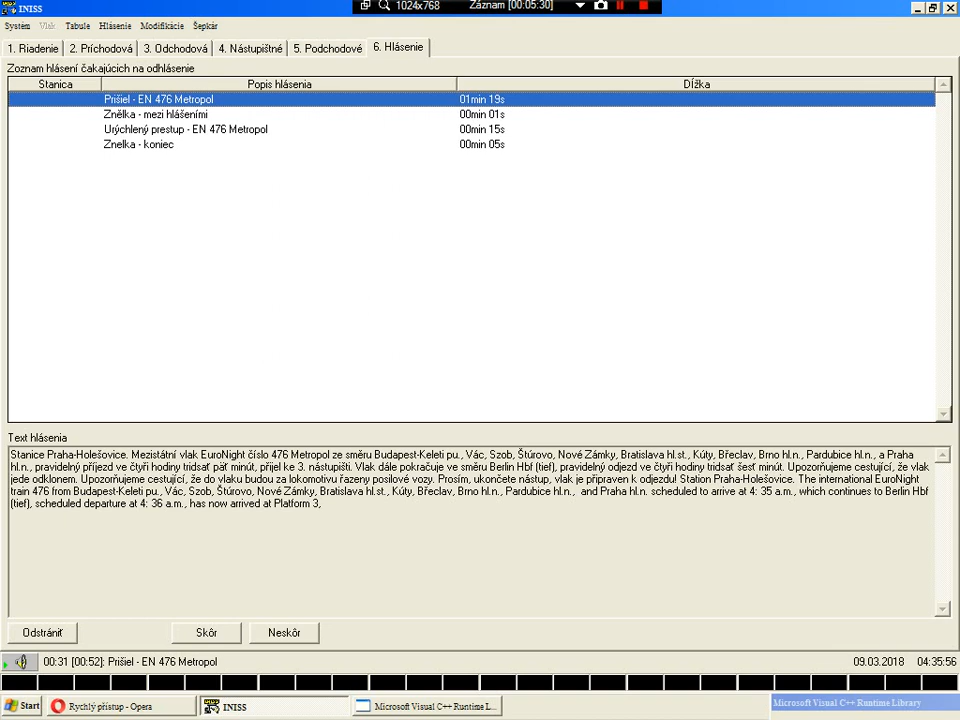 INISS
1024x768
Záznam [00:05:30]
Systém Vlak Tabule Hlásenie Modifikácie Šepkár
1. Riadenie 2. Príchodová 3. Odchodová 4. Nástupištné 5. Podchodové 6. Hlásenie
Zoznam hlásení čakajúcich na odhlásenie
Stanica Popis hlásenia Dĺžka
Prišiel - EN 476 Metropol 01min 19s
Znělka - mezi hlášeními 00min 01s
Urýchlený prestup - EN 476 Metropol 00min 15s
Znelka - koniec 00min 05s
Text hlásenia
Stanice Praha-Holešovice. Mezistátní vlak EuroNight číslo 476 Metropol ze směru Budapest-Keleti pu., Vác, Szob, Štúrovo, Nové Zámky, Bratislava hl.st., Kúty, Břeclav, Brno hl.n., Pardubice hl.n., a Praha
hl.n., pravidelný příjezd ve čtyři hodiny tridsať päť minút, přijel ke 3. nástupišti. Vlak dále pokračuje ve směru Berlin Hbf (tief), pravidelný odjezd ve čtyři hodiny tridsať šesť minút. Upozorňujeme cestující, že vlak
jede odklonem. Upozorňujeme cestující, že do vlaku budou za lokomotivu řazeny posilové vozy. Prosím, ukončete nástup, vlak je připraven k odjezdu! Station Praha-Holešovice. The international EuroNight
train 476 from Budapest-Keleti pu., Vác, Szob, Štúrovo, Nové Zámky, Bratislava hl.st., Kúty, Břeclav, Brno hl.n., Pardubice hl.n., and Praha hl.n. scheduled to arrive at 4: 35 a.m., which continues to Berlin Hbf
(tief), scheduled departure at 4: 36 a.m., has now arrived at Platform 3,
Odstrániť Skôr Neskôr
00:31 [00:52]: Prišiel - EN 476 Metropol 09.03.2018 04:35:56
Start Rychlý přístup - Opera INISS Microsoft Visual C++ Runtime L... Microsoft Visual C++ Runtime Library